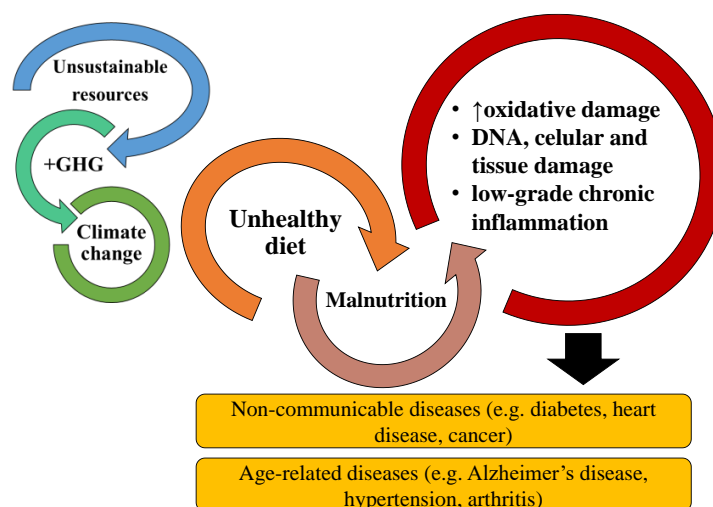 Unsustainable
resources
+GHG
Climate
change
Unhealthy
diet
Malnutrition
• ↑oxidative damage
• DNA, celular and
tissue damage
• low-grade chronic
inflammation
Non-communicable diseases (e.g. diabetes, heart
disease, cancer)
Age-related diseases (e.g. Alzheimer’s disease,
hypertension, arthritis)